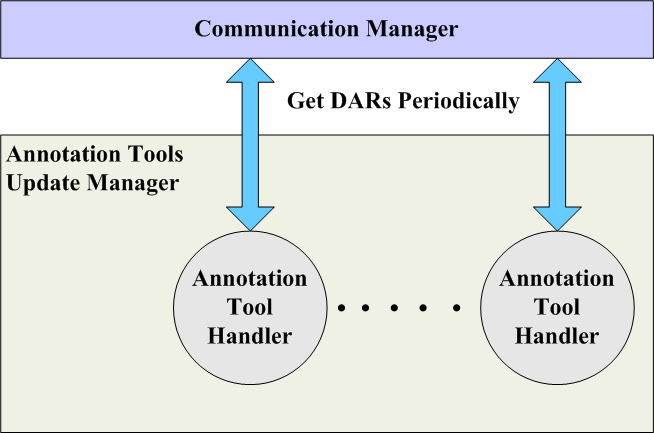 Communication Manager
Get DARs Periodically
Annotation Tools
Update Manager
Annotation
Tool
Handler
Annotation
Tool
Handler